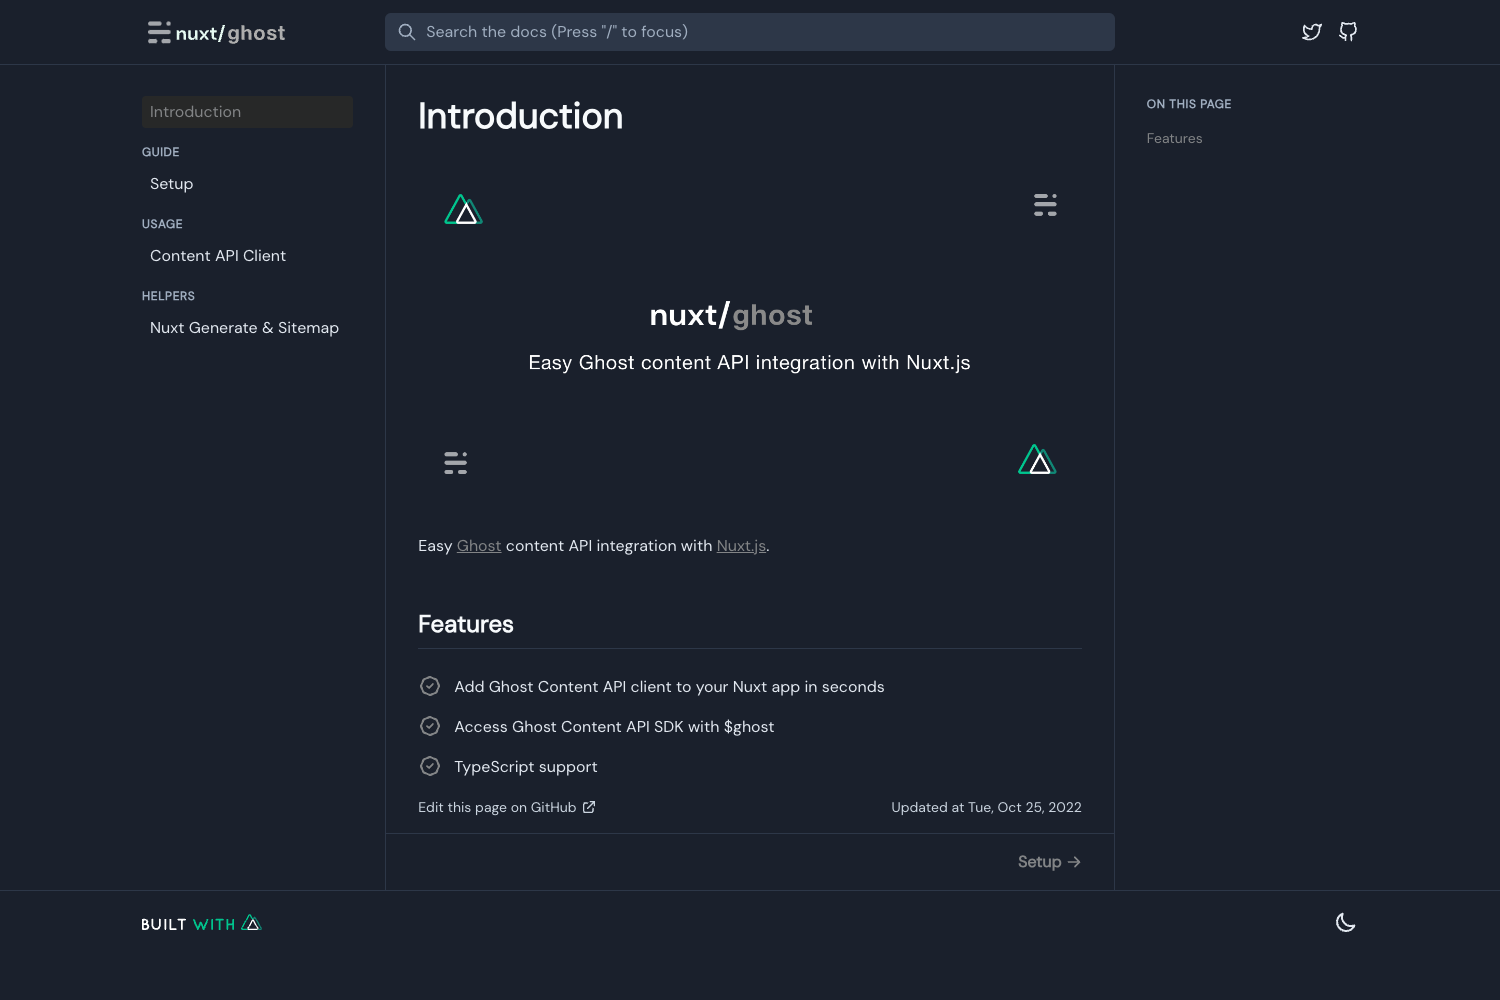 nuxt/ghost
Search the docs (Press "/" to focus)
Introduction
GUIDE
Setup
USAGE
Content API Client
HELPERS
Nuxt Generate & Sitemap
Introduction
nuxt/ghost
Easy Ghost content API integration with Nuxt.js
Easy Ghost content API integration with Nuxt.js.
Features
Add Ghost Content API client to your Nuxt app in seconds
Access Ghost Content API SDK with $ghost
TypeScript support
Edit this page on GitHub
Updated at Tue, Oct 25, 2022
Setup →
ON THIS PAGE
Features
BUILT WITH